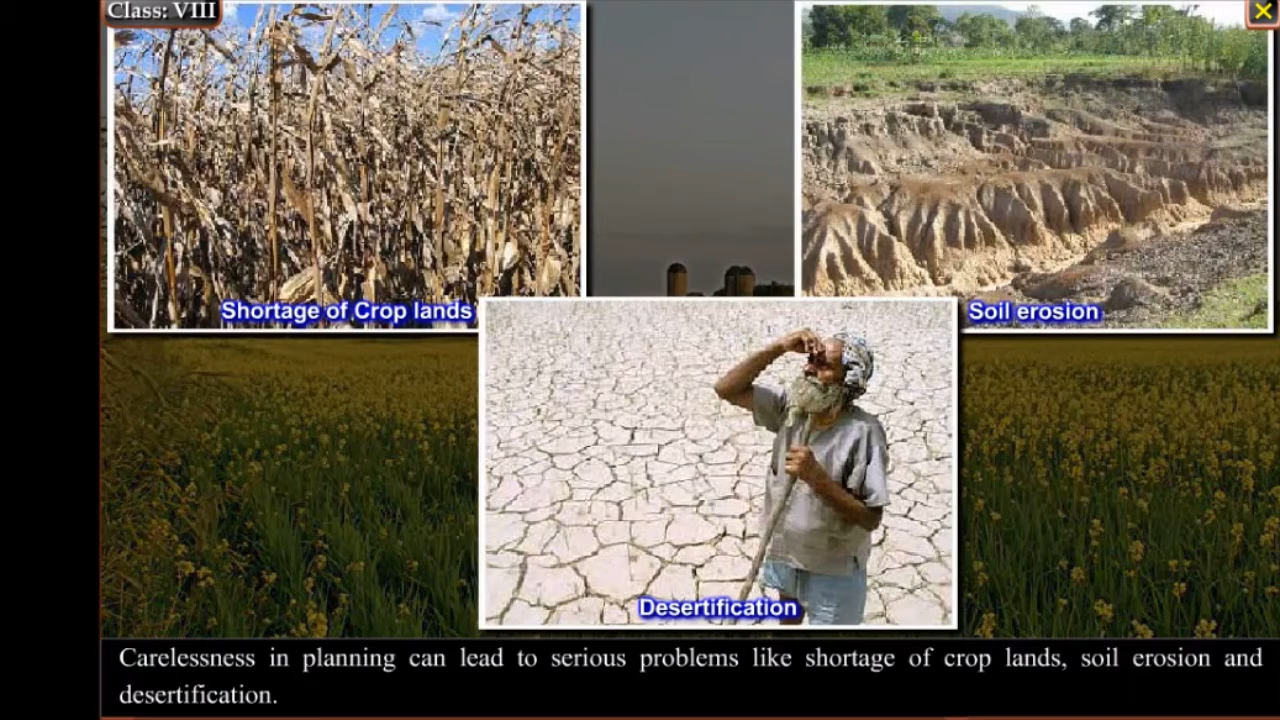 Class: VIII
Shortage of Crop lands
Soil erosion
Desertification
Carelessness in planning can lead to serious problems like shortage of crop lands, soil erosion and
desertification.